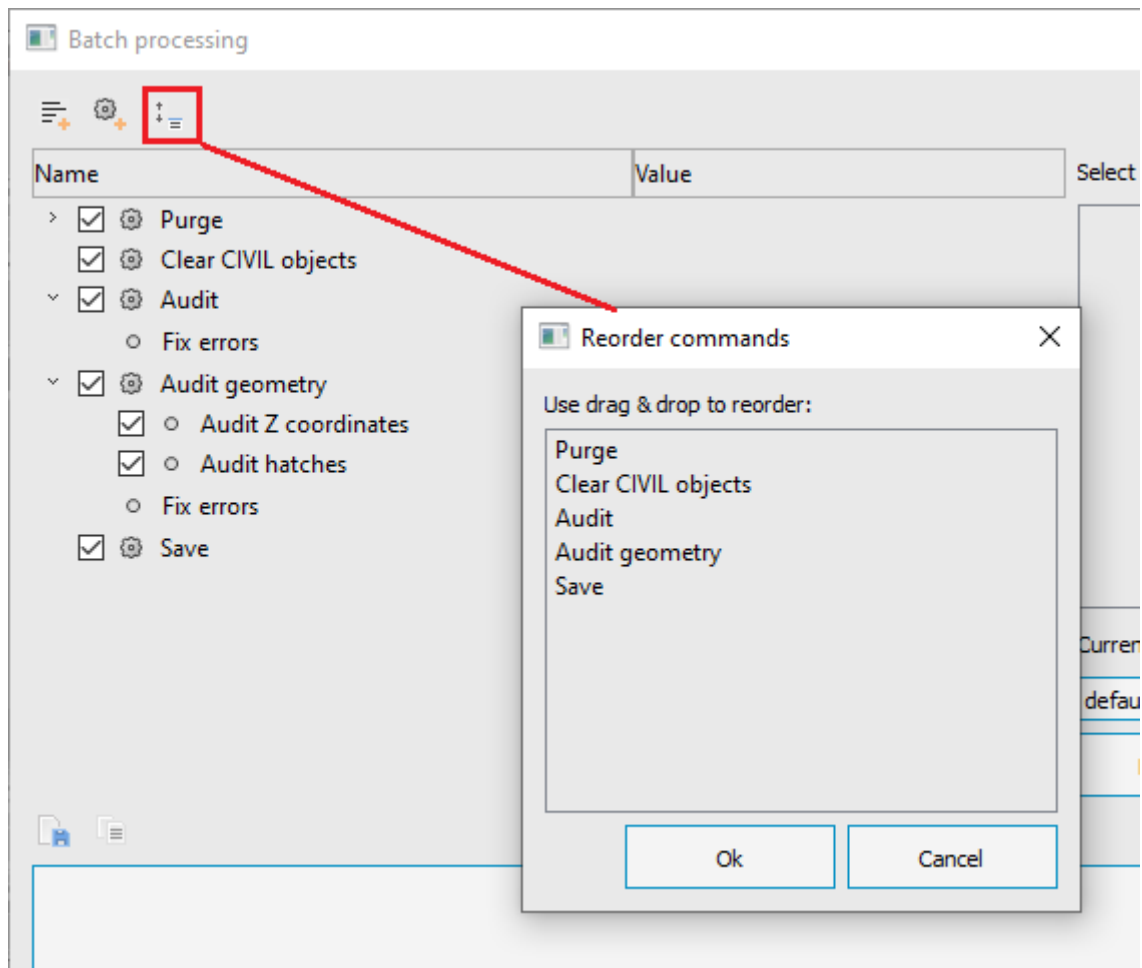 Batch processing
Name
Value
Select
Purge
Clear CIVIL objects
Audit
Fix errors
Audit geometry
Audit Z coordinates
Audit hatches
Fix errors
Save
Reorder commands
Use drag & drop to reorder:
Purge
Clear CIVIL objects
Audit
Audit geometry
Save
Ok
Cancel
Curren
defau